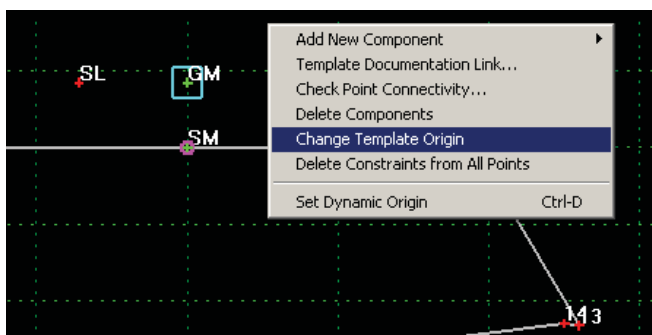 SL
GM
SM
Add New Component
Template Documentation Link...
Check Point Connectivity...
Delete Components
Change Template Origin
Delete Constraints from All Points
Set Dynamic Origin Ctrl-D